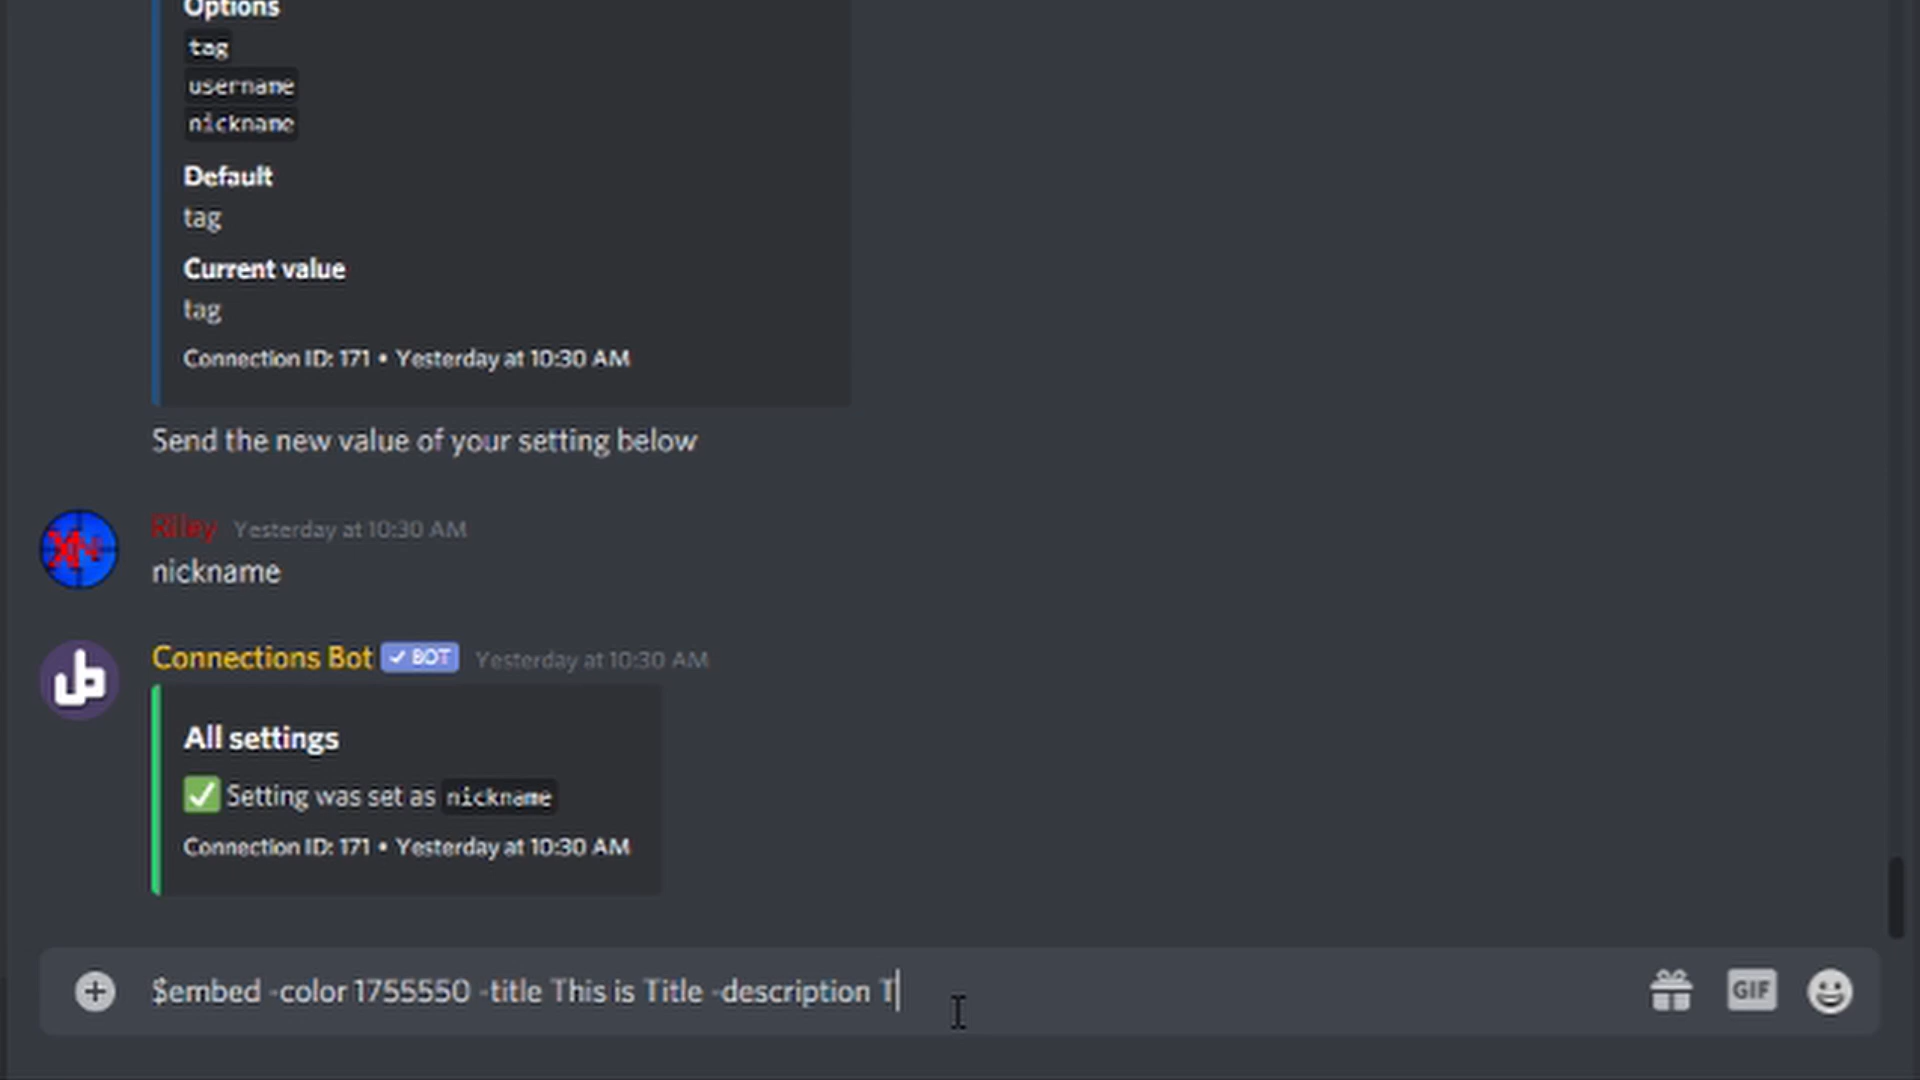 Options
tag
username
nickname
Default
tag
Current value
tag
Connection ID: 171 • Yesterday at 10:30 AM
Send the new value of your setting below
XN
Riley Yesterday at 10:30 AM
nickname
Connections Bot ✓ BOT Yesterday at 10:30 AM
All settings
✅ Setting was set as nickname
Connection ID: 171 • Yesterday at 10:30 AM
$embed -color 1755550 -title This is Title -description T
GIF